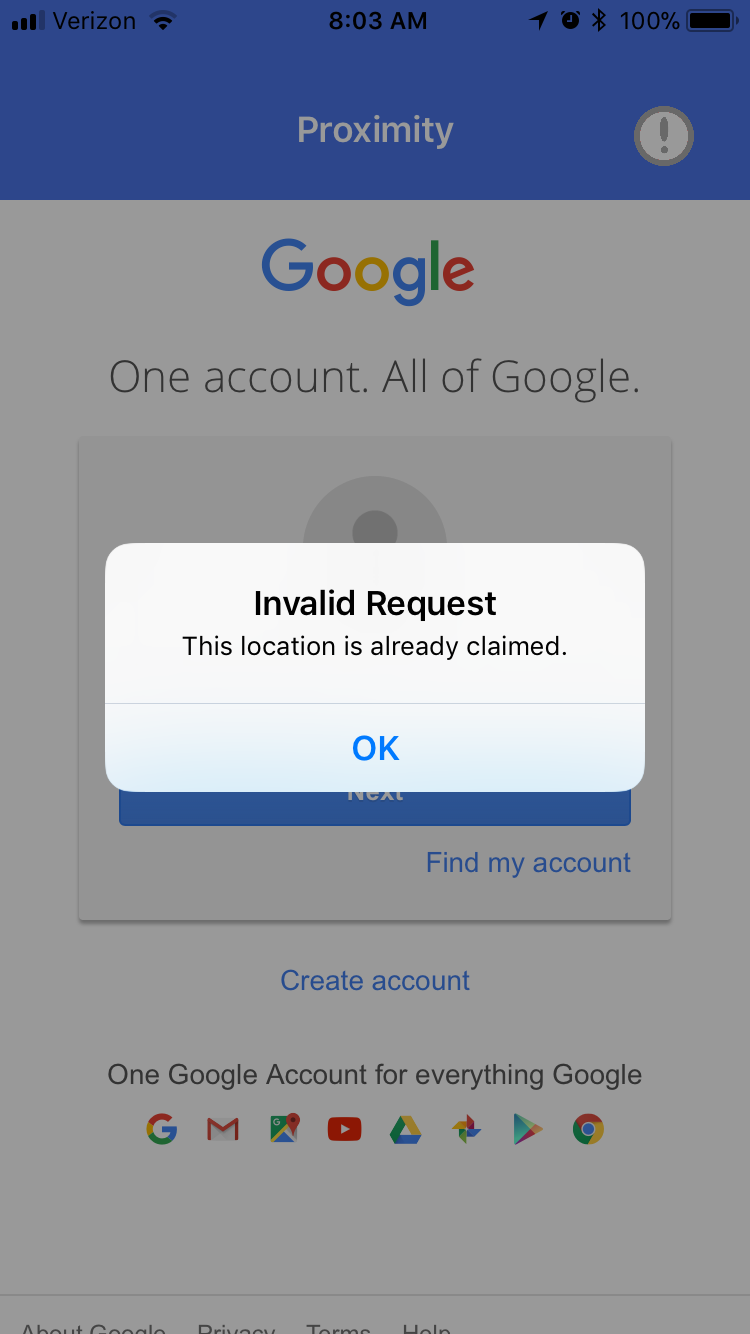 Verizon 8:03 AM 100%
Proximity
Google
One account. All of Google.
Invalid Request
This location is already claimed.
OK
Next
Find my account
Create account
One Google Account for everything Google
About Google Privacy Terms Help